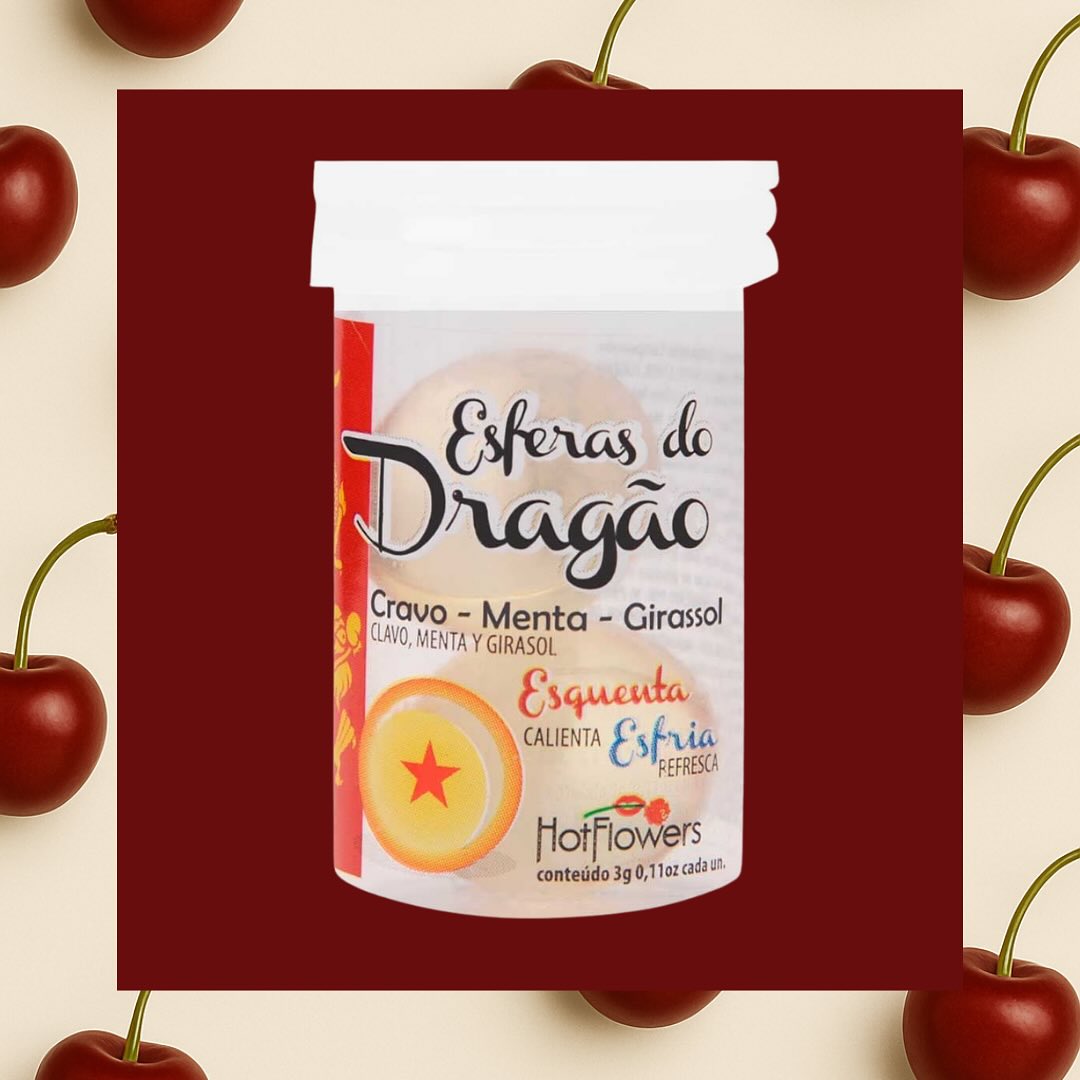 Esferas do
Dragão
Cravo - Menta - Girassol
CLAVO, MENTA Y GIRASOL
Esquenta
CALIENTA Esfria
REFRESCA
HotFlowers
conteúdo 3g 0,11oz cada un.